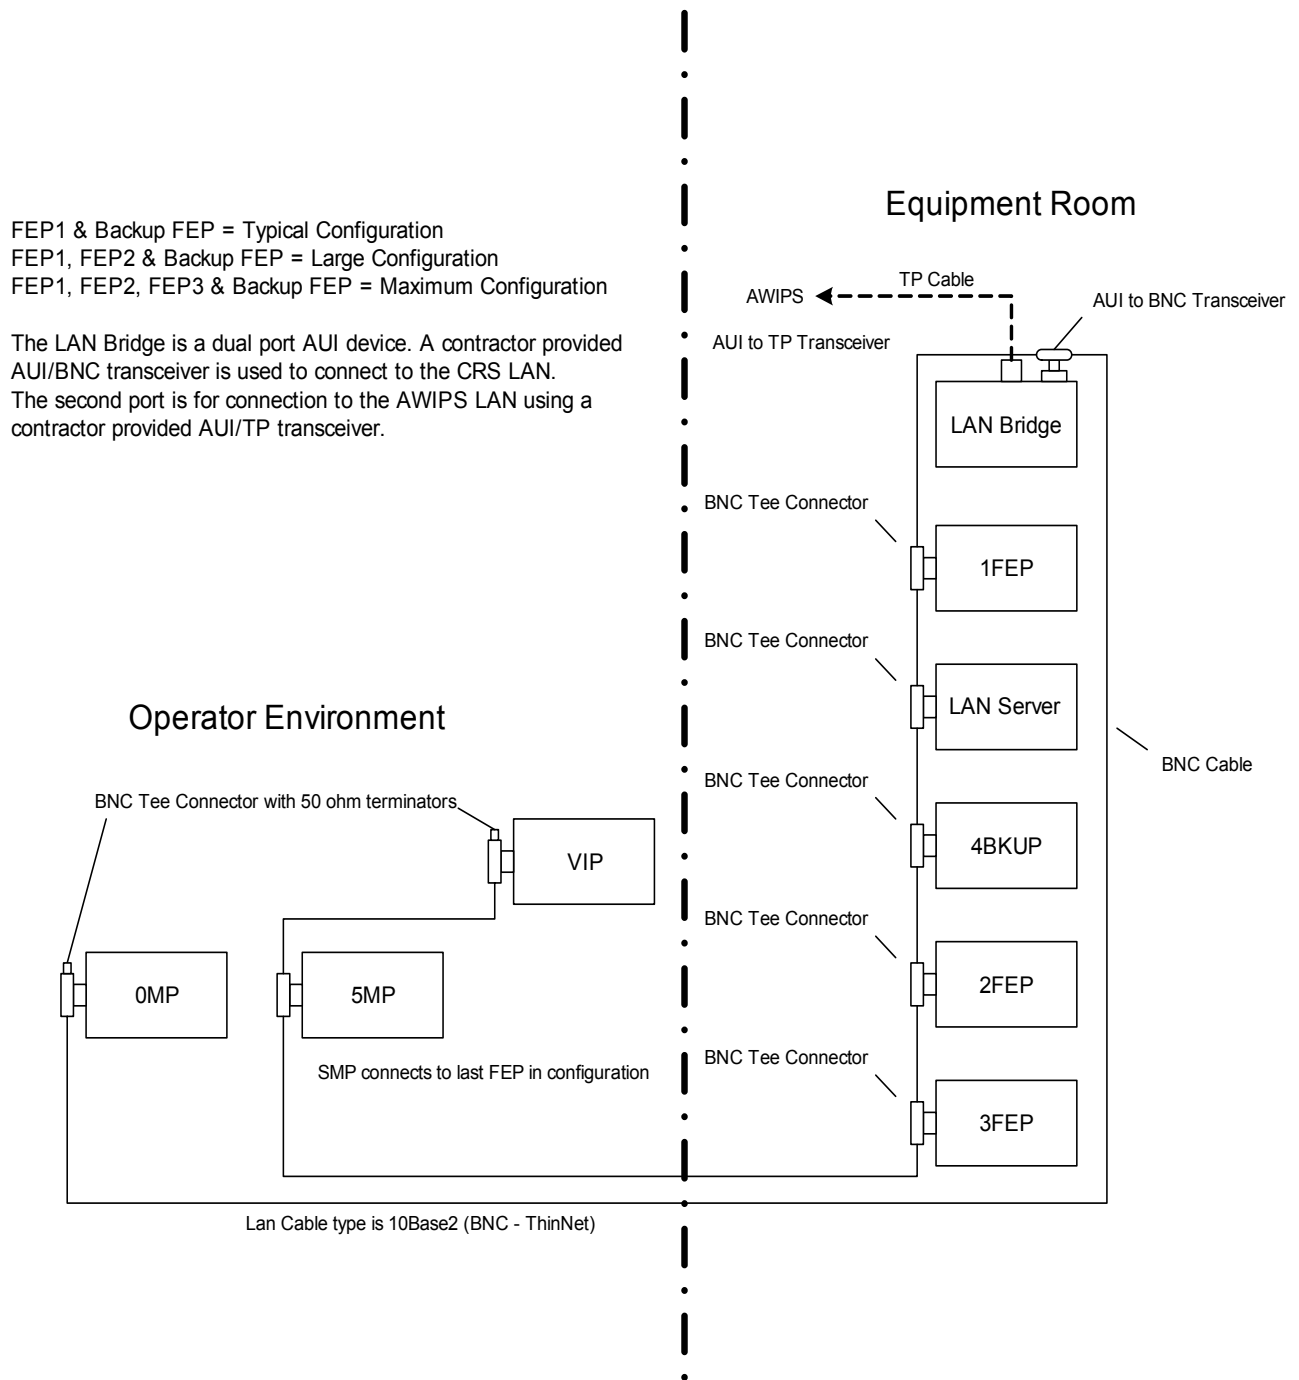 Equipment Room
FEP1 & Backup FEP = Typical Configuration
FEP1, FEP2 & Backup FEP = Large Configuration
FEP1, FEP2, FEP3 & Backup FEP = Maximum Configuration
The LAN Bridge is a dual port AUI device. A contractor provided
AUI/BNC transceiver is used to connect to the CRS LAN.
The second port is for connection to the AWIPS LAN using a
contractor provided AUI/TP transceiver.
TP Cable
AWIPS
AUI to BNC Transceiver
AUI to TP Transceiver
LAN Bridge
BNC Tee Connector
1FEP
BNC Tee Connector
LAN Server
BNC Cable
BNC Tee Connector
4BKUP
BNC Tee Connector
2FEP
BNC Tee Connector
3FEP
Operator Environment
BNC Tee Connector with 50 ohm terminators
VIP
0MP
5MP
SMP connects to last FEP in configuration
Lan Cable type is 10Base2 (BNC - ThinNet)